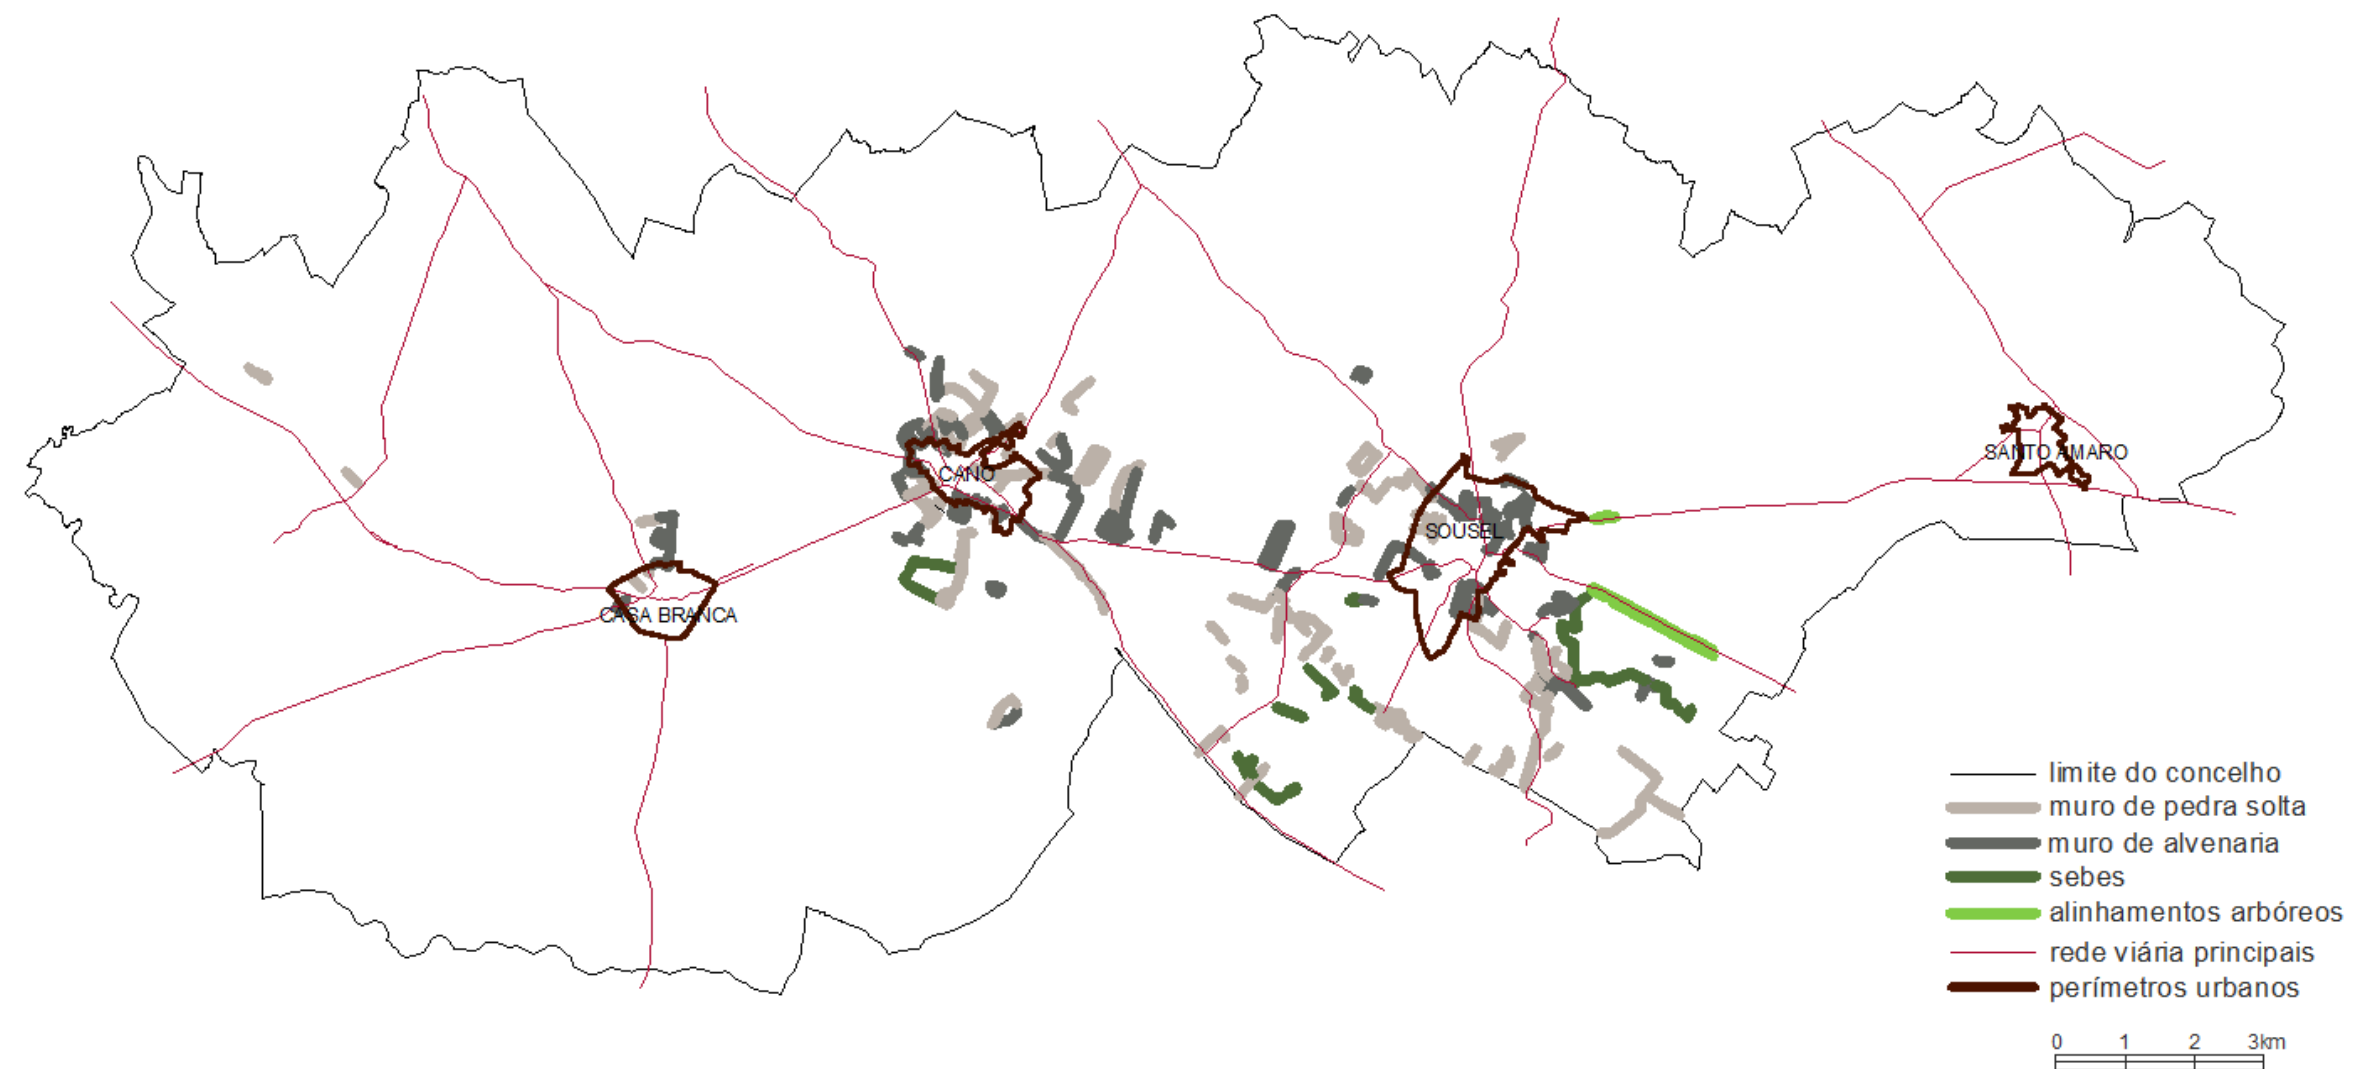 CANO
SANTO AMARO
SOUSEL
CASA BRANCA
limite do concelho
muro de pedra solta
muro de alvenaria
sebes
alinhamentos arbóreos
rede viária principais
perímetros urbanos
0 1 2 3km